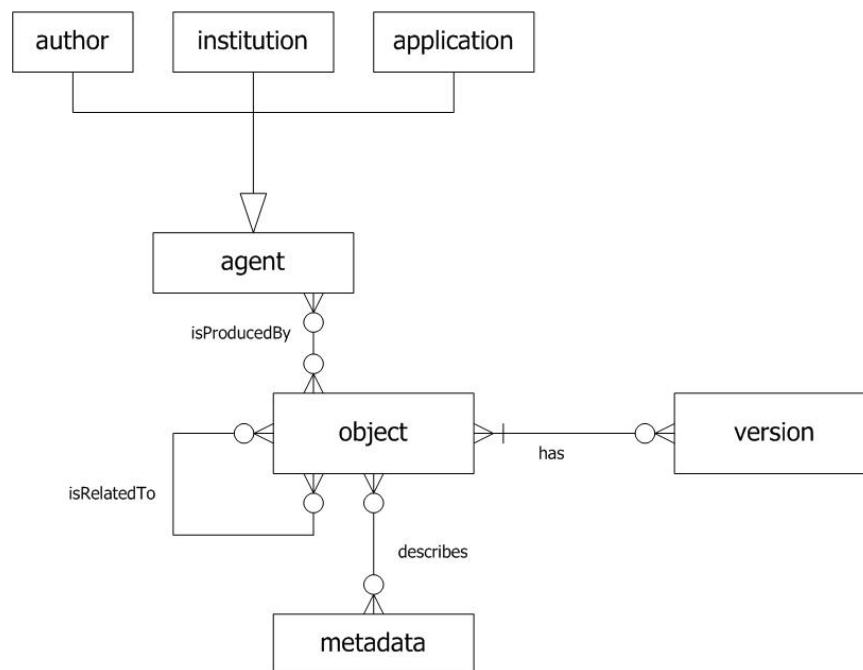 author
institution
application
agent
isProducedBy
object
version
has
isRelatedTo
describes
metadata